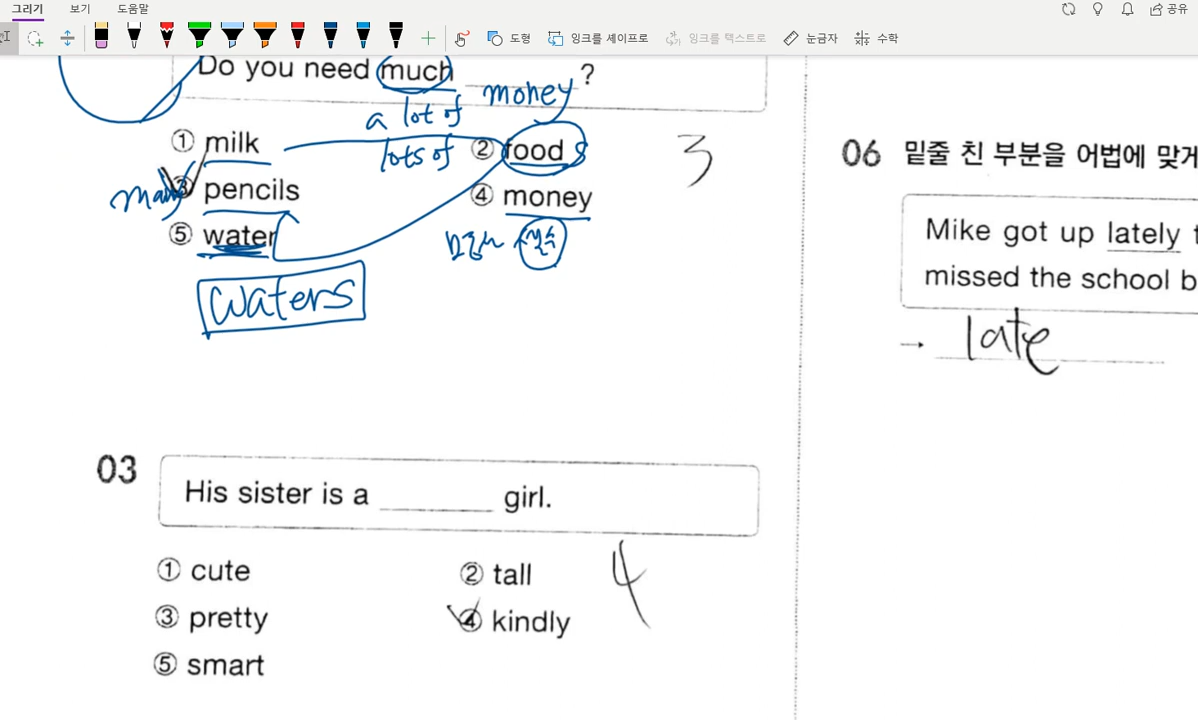 그리기 보기 도움말 공유
도형 잉크를 셰이프로 잉크를 텍스트로 눈금자 수학
Do you need much money ?
a lot of
lots of
① milk ② foods
many ③ pencils ④ money
⑤ water
waters
3
03
His sister is a ________ girl.
① cute ② tall
③ pretty ④ kindly
⑤ smart
4
06 밑줄 친 부분을 어법에 맞게
Mike got up lately t
missed the school b
→ late